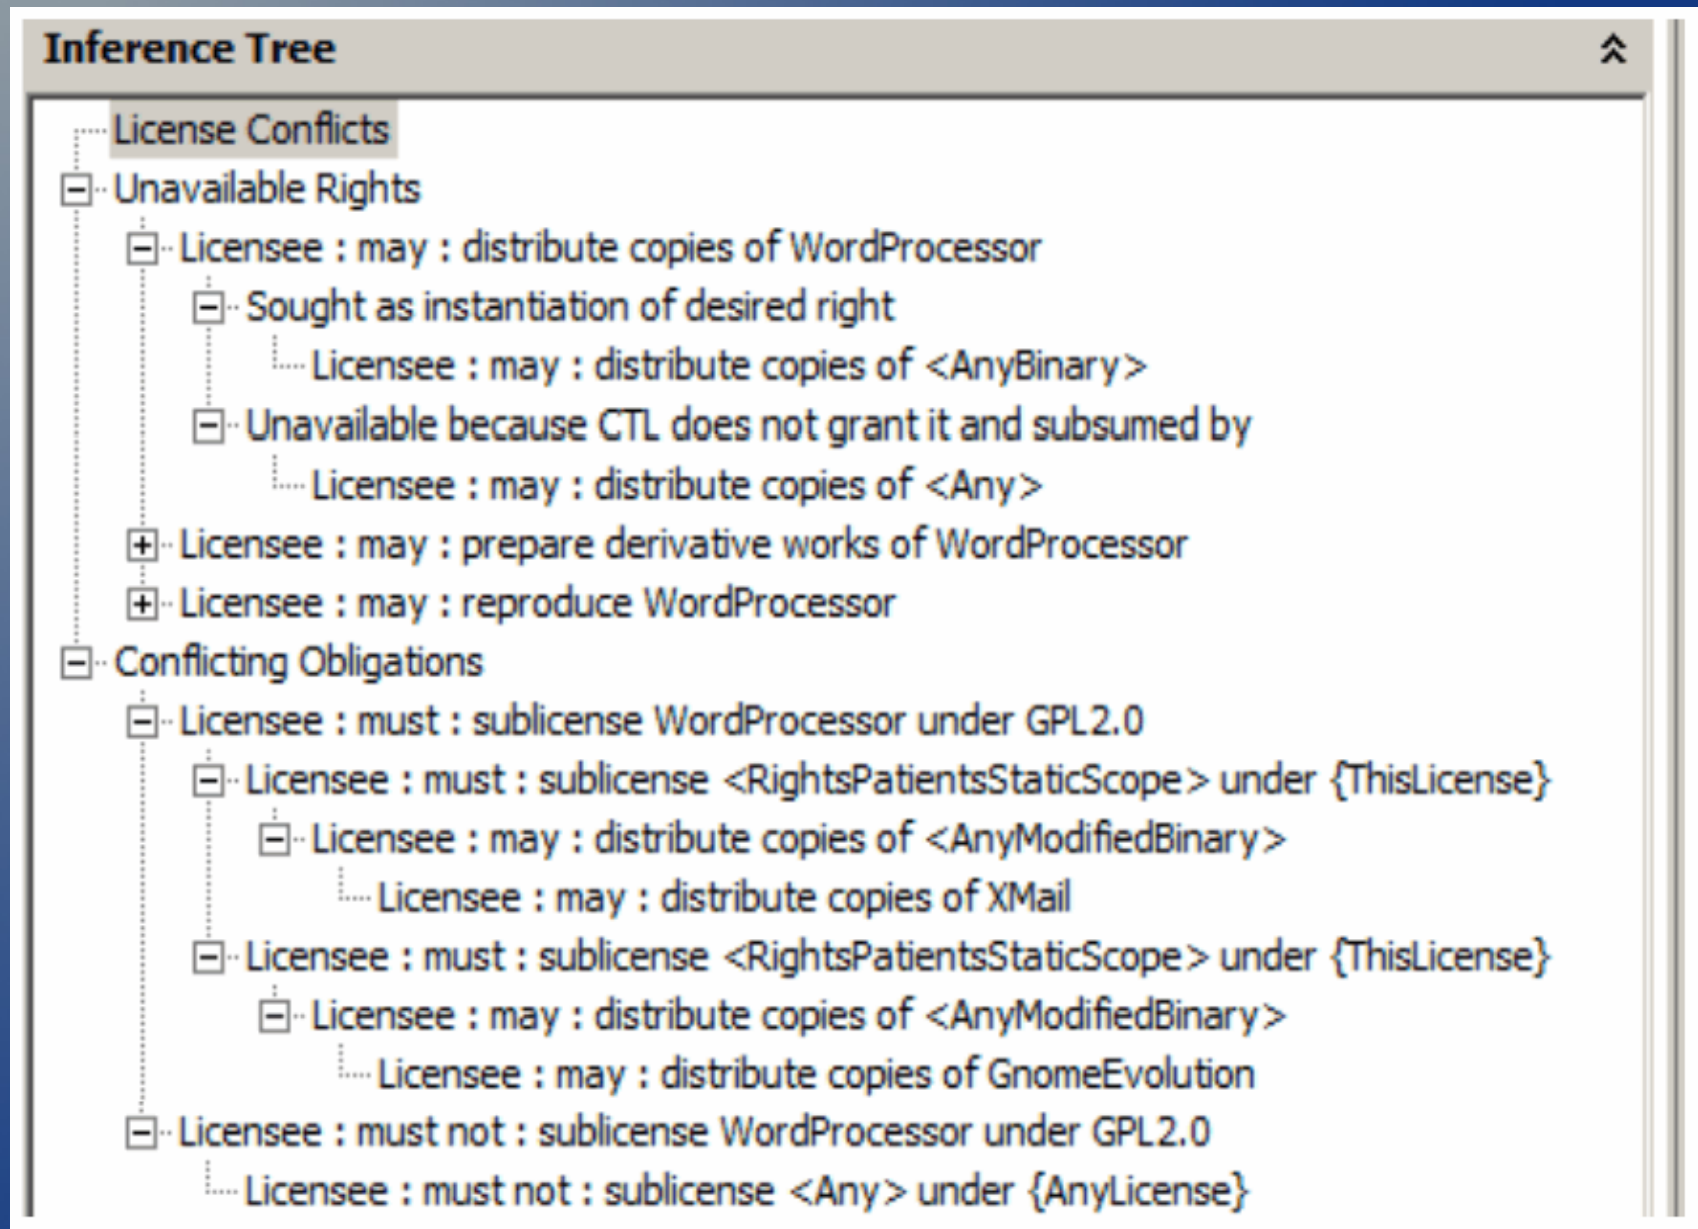 Inference Tree
License Conflicts
Unavailable Rights
Licensee : may : distribute copies of WordProcessor
Sought as instantiation of desired right
Licensee : may : distribute copies of <AnyBinary>
Unavailable because CTL does not grant it and subsumed by
Licensee : may : distribute copies of <Any>
Licensee : may : prepare derivative works of WordProcessor
Licensee : may : reproduce WordProcessor
Conflicting Obligations
Licensee : must : sublicense WordProcessor under GPL2.0
Licensee : must : sublicense <RightsPatientsStaticScope> under {ThisLicense}
Licensee : may : distribute copies of <AnyModifiedBinary>
Licensee : may : distribute copies of XMail
Licensee : must : sublicense <RightsPatientsStaticScope> under {ThisLicense}
Licensee : may : distribute copies of <AnyModifiedBinary>
Licensee : may : distribute copies of GnomeEvolution
Licensee : must not : sublicense WordProcessor under GPL2.0
Licensee : must not : sublicense <Any> under {AnyLicense}